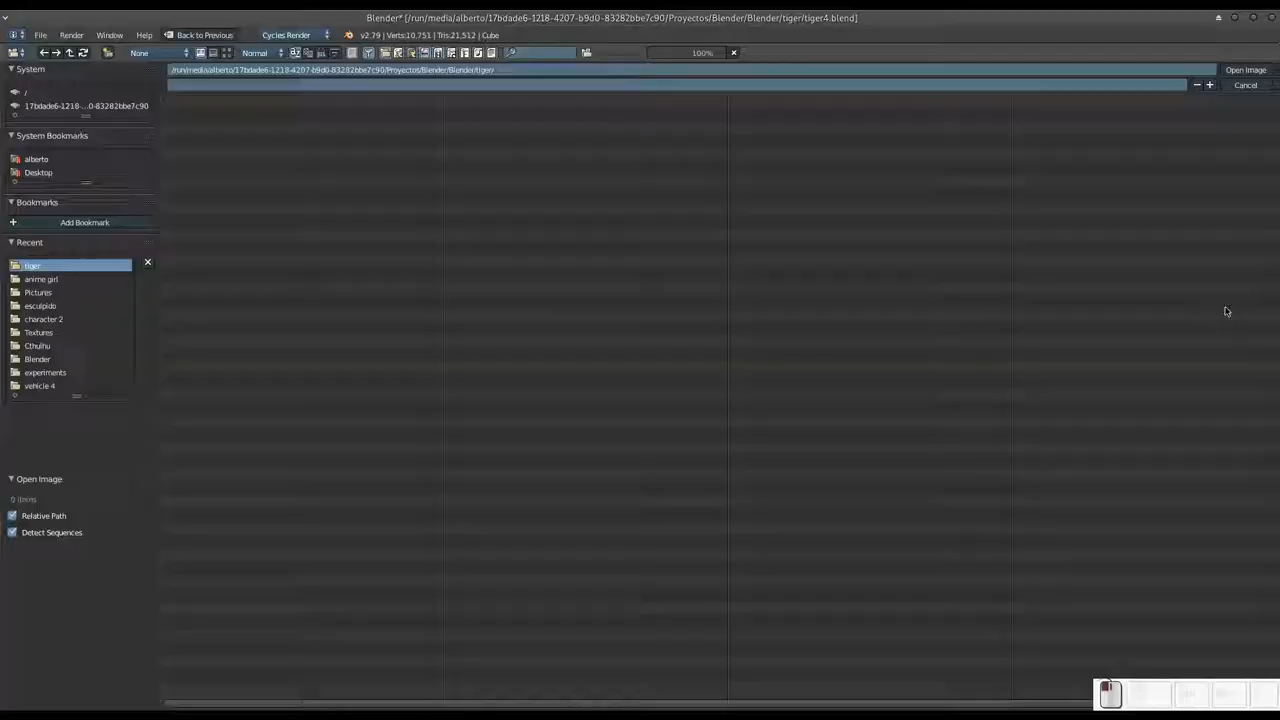 Blender* [/run/media/alberto/17bdade6-1218-4207-b9d0-83282bbe7c90/Proyectos/Blender/Blender/tiger/tiger4.blend]
File Render Window Help Back to Previous Cycles Render v2.79 | Verts:10,751 | Tris:21,512 | Cube
None Normal 100%
System
/run/media/alberto/17bdade6-1218-4207-b9d0-83282bbe7c90/Proyectos/Blender/Blender/tiger/
Open Image
Cancel
/
17bdade6-1218-...0-83282bbe7c90
System Bookmarks
alberto
Desktop
Bookmarks
Add Bookmark
Recent
tiger
anime girl
Pictures
esculpido
character 2
Textures
Cthulhu
Blender
experiments
vehicle 4
Open Image
Relative Path
Detect Sequences